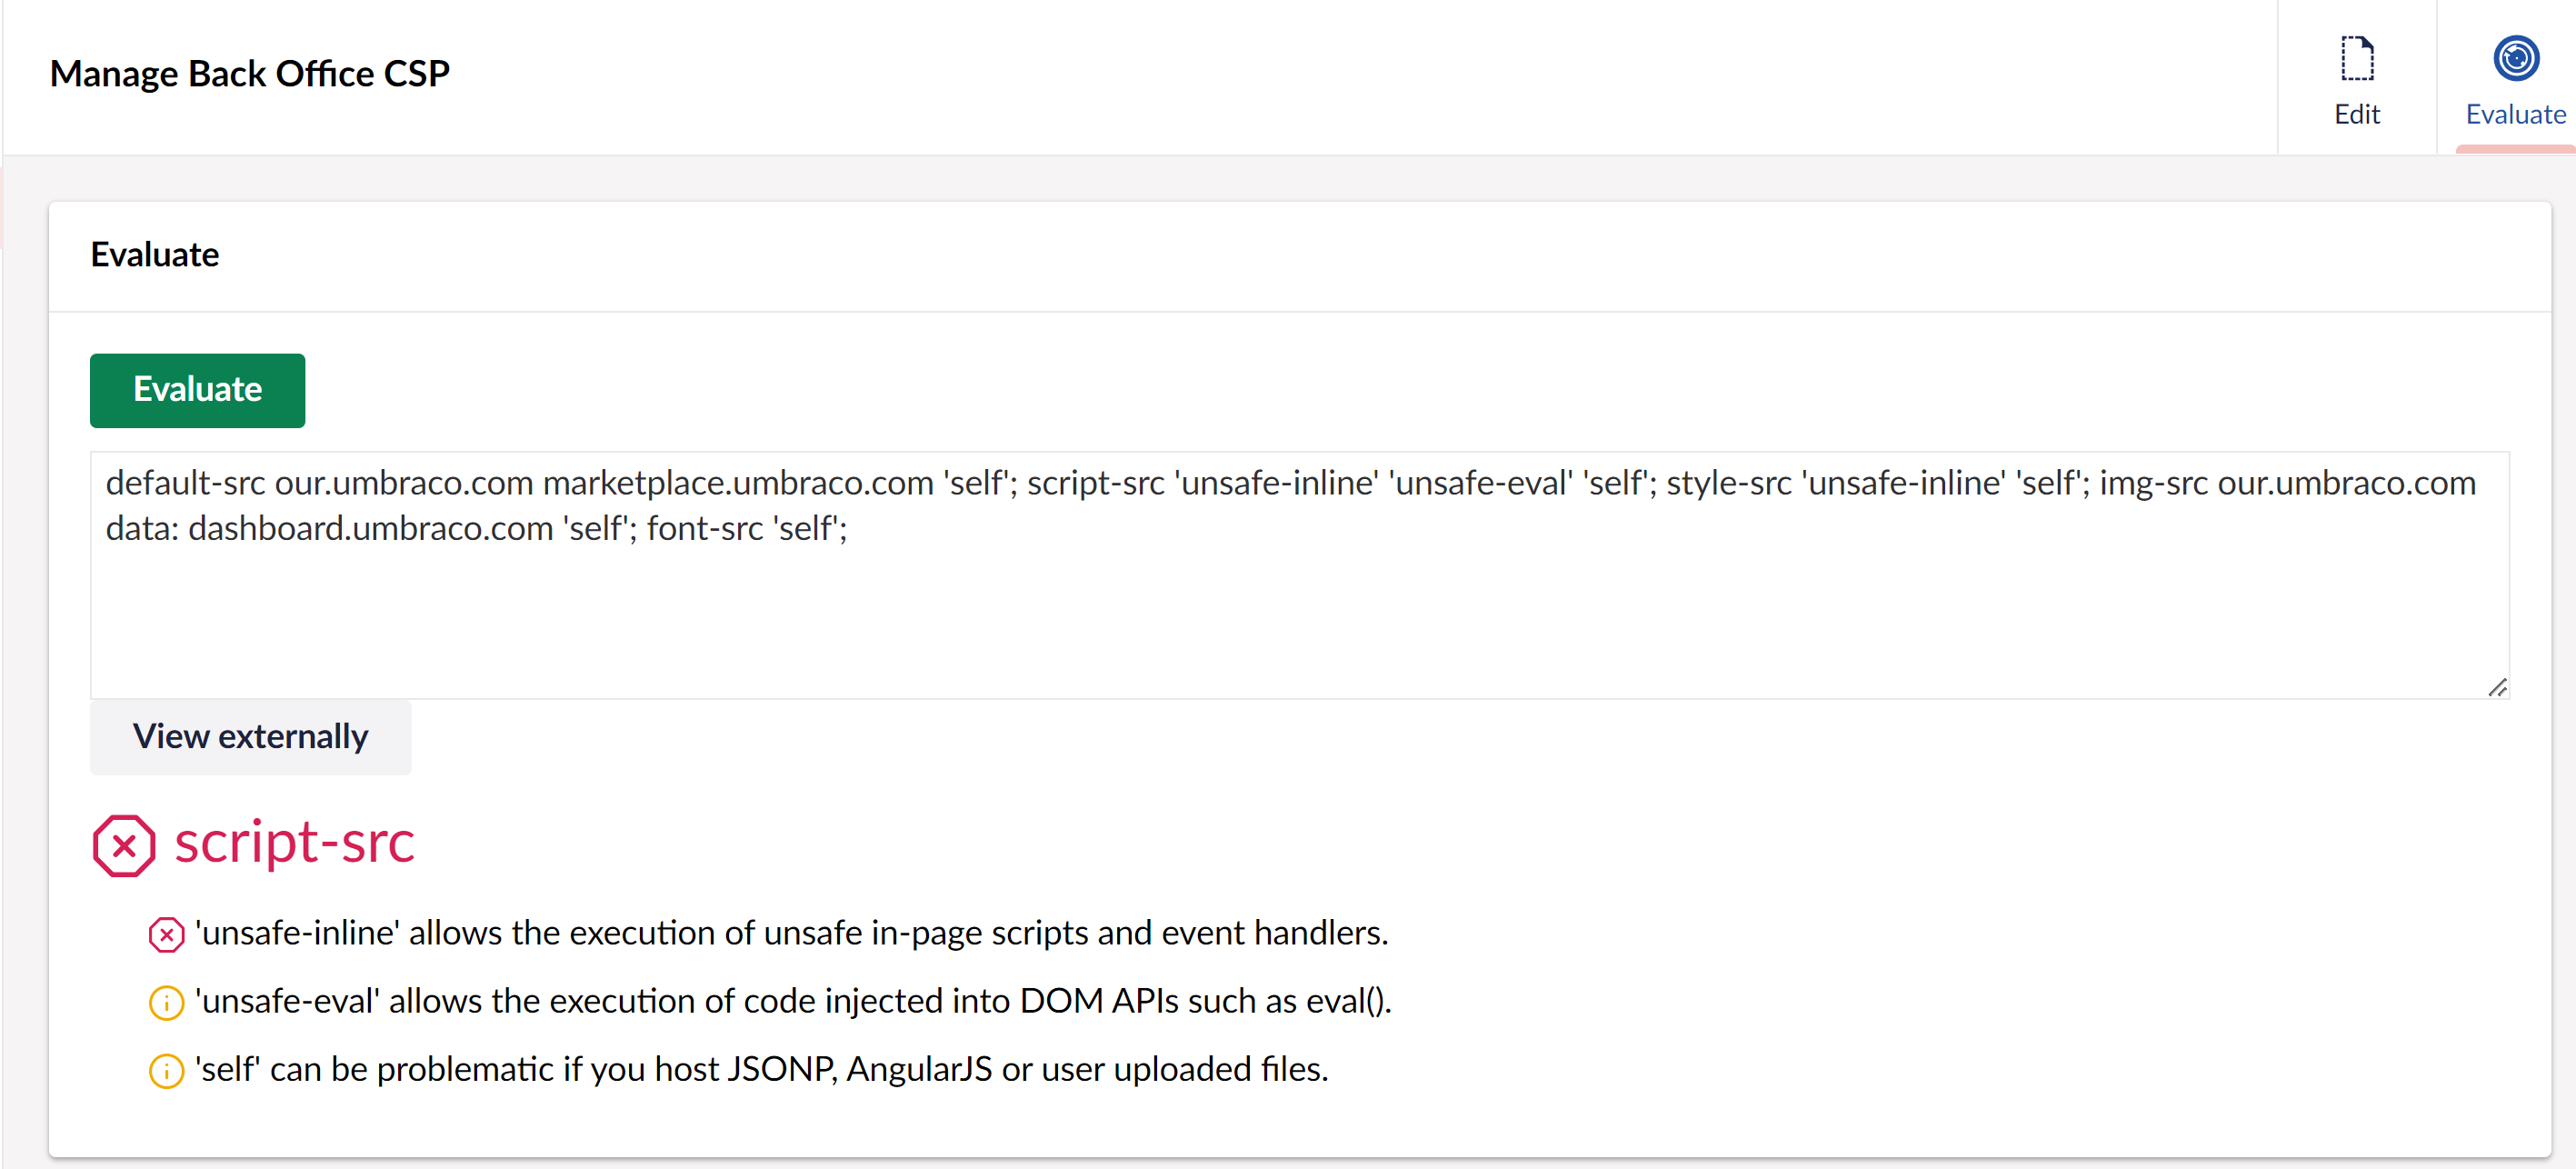 Manage Back Office CSP
Edit
Evaluate
Evaluate
Evaluate
default-src our.umbraco.com marketplace.umbraco.com 'self'; script-src 'unsafe-inline' 'unsafe-eval' 'self'; style-src 'unsafe-inline' 'self'; img-src our.umbraco.com
data: dashboard.umbraco.com 'self'; font-src 'self';
View externally
script-src
'unsafe-inline' allows the execution of unsafe in-page scripts and event handlers.
'unsafe-eval' allows the execution of code injected into DOM APIs such as eval().
'self' can be problematic if you host JSONP, AngularJS or user uploaded files.